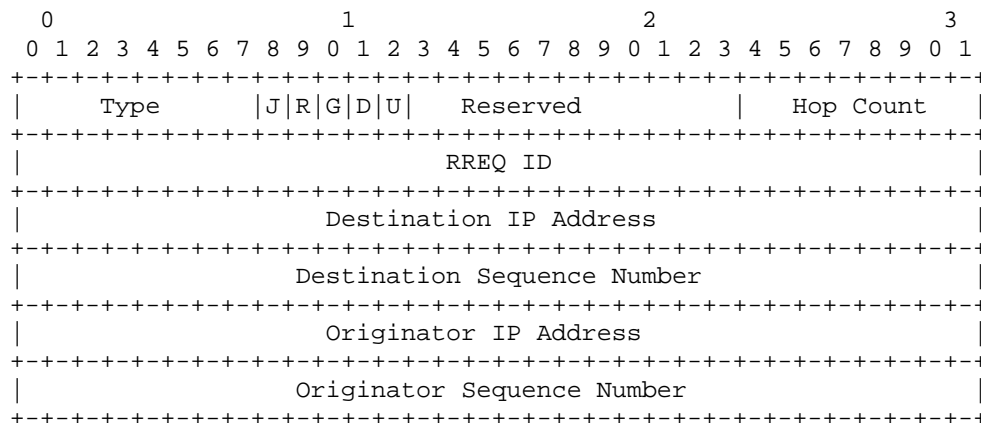 0                   1                   2                   3
 0 1 2 3 4 5 6 7 8 9 0 1 2 3 4 5 6 7 8 9 0 1 2 3 4 5 6 7 8 9 0 1
+-+-+-+-+-+-+-+-+-+-+-+-+-+-+-+-+-+-+-+-+-+-+-+-+-+-+-+-+-+-+-+-+
|     Type      |J|R|G|D|U|   Reserved          |   Hop Count   |
+-+-+-+-+-+-+-+-+-+-+-+-+-+-+-+-+-+-+-+-+-+-+-+-+-+-+-+-+-+-+-+-+
|                            RREQ ID                            |
+-+-+-+-+-+-+-+-+-+-+-+-+-+-+-+-+-+-+-+-+-+-+-+-+-+-+-+-+-+-+-+-+
|                    Destination IP Address                     |
+-+-+-+-+-+-+-+-+-+-+-+-+-+-+-+-+-+-+-+-+-+-+-+-+-+-+-+-+-+-+-+-+
|                  Destination Sequence Number                  |
+-+-+-+-+-+-+-+-+-+-+-+-+-+-+-+-+-+-+-+-+-+-+-+-+-+-+-+-+-+-+-+-+
|                    Originator IP Address                      |
+-+-+-+-+-+-+-+-+-+-+-+-+-+-+-+-+-+-+-+-+-+-+-+-+-+-+-+-+-+-+-+-+
|                  Originator Sequence Number                   |
+-+-+-+-+-+-+-+-+-+-+-+-+-+-+-+-+-+-+-+-+-+-+-+-+-+-+-+-+-+-+-+-+